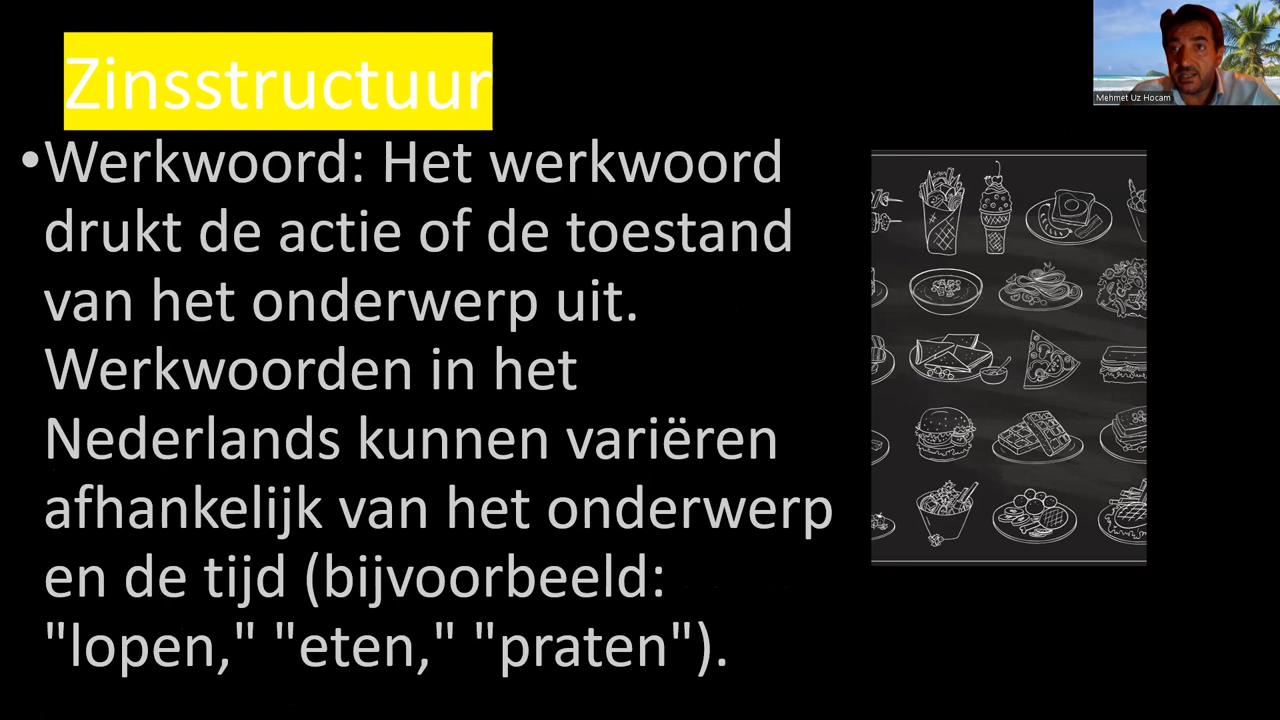 Zinsstructuur
Mehmet Uz Hocam
•Werkwoord: Het werkwoord
drukt de actie of de toestand
van het onderwerp uit.
Werkwoorden in het
Nederlands kunnen variëren
afhankelijk van het onderwerp
en de tijd (bijvoorbeeld:
"lopen," "eten," "praten").